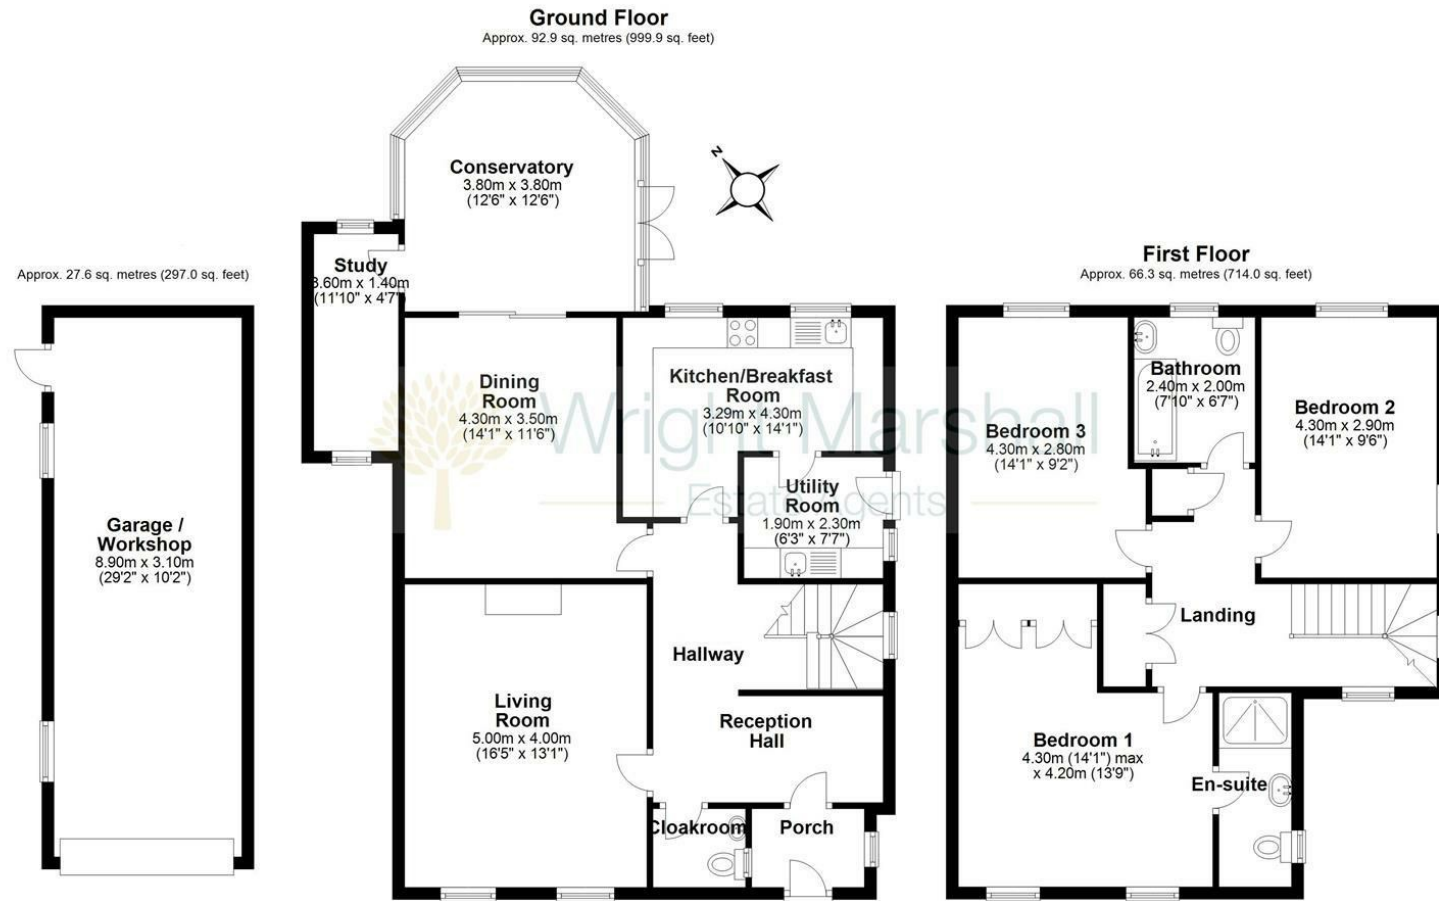 Ground Floor
Approx. 92.9 sq. metres (999.9 sq. feet)
Conservatory
3.80m x 3.80m
(12'6" x 12'6")
N
Study
3.60m x 1.40m
(11'10" x 4'7")
Dining
Room
4.30m x 3.50m
(14'1" x 11'6")
Kitchen/Breakfast
Room
3.29m x 4.30m
(10'10" x 14'1")
Utility
Room
1.90m x 2.30m
(6'3" x 7'7")
Hallway
Living
Room
5.00m x 4.00m
(16'5" x 13'1")
Reception
Hall
Cloakroom
Porch
Approx. 27.6 sq. metres (297.0 sq. feet)
Garage /
Workshop
8.90m x 3.10m
(29'2" x 10'2")
First Floor
Approx. 66.3 sq. metres (714.0 sq. feet)
Bedroom 3
4.30m x 2.80m
(14'1" x 9'2")
Bathroom
2.40m x 2.00m
(7'10" x 6'7")
Bedroom 2
4.30m x 2.90m
(14'1" x 9'6")
Landing
Bedroom 1
4.30m (14'1") max
x 4.20m (13'9")
En-suite
Wright Marshall
Estate Agents